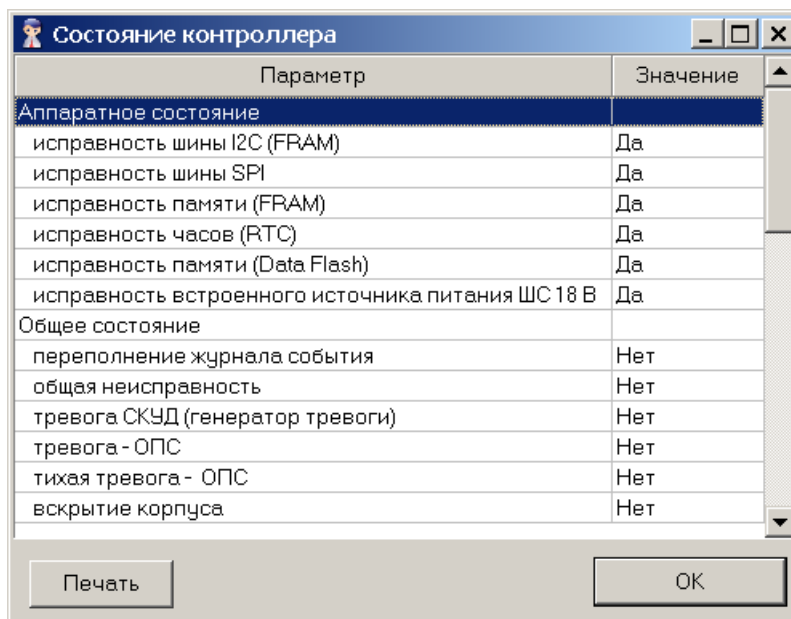 Состояние контроллера
Параметр Значение
Аппаратное состояние
исправность шины I2C (FRAM) Да
исправность шины SPI Да
исправность памяти (FRAM) Да
исправность часов (RTC) Да
исправность памяти (Data Flash) Да
исправность встроенного источника питания ШС 18 В Да
Общее состояние
переполнение журнала события Нет
общая неисправность Нет
тревога СКУД (генератор тревоги) Нет
тревога - ОПС Нет
тихая тревога - ОПС Нет
вскрытие корпуса Нет
Печать OK